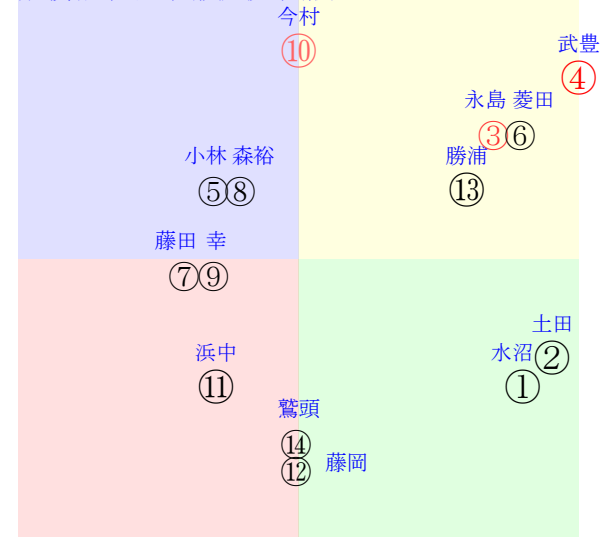 今村
⑩
武豊
④
永島 菱田
③⑥
小林 森裕
勝浦
⑤⑧
⑬
藤田 幸
⑦⑨
土田
浜中
水沼
②
⑪
①
鷲頭
⑭
藤岡
⑫